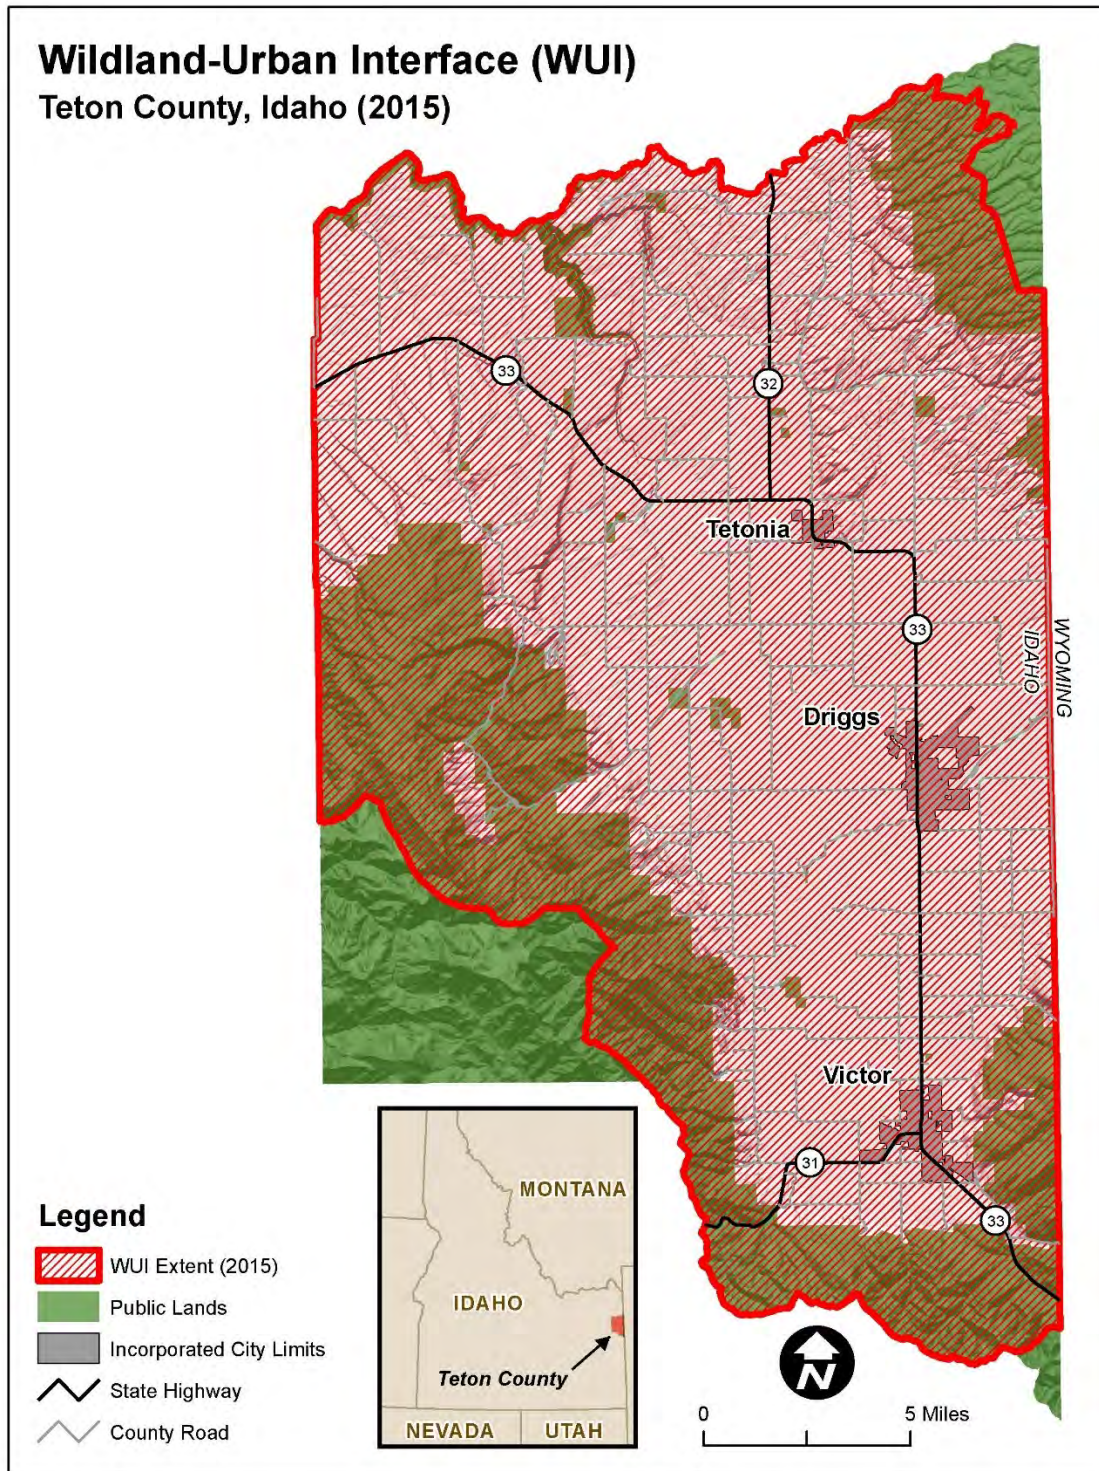 Wildland-Urban Interface (WUI)
Teton County, Idaho (2015)
33
32
Tetonia
33
WYOMING
IDAHO
Driggs
Victor
31
33
MONTANA
IDAHO
Teton County
NEVADA
UTAH
Legend
WUI Extent (2015)
Public Lands
Incorporated City Limits
State Highway
County Road
N
0
5 Miles